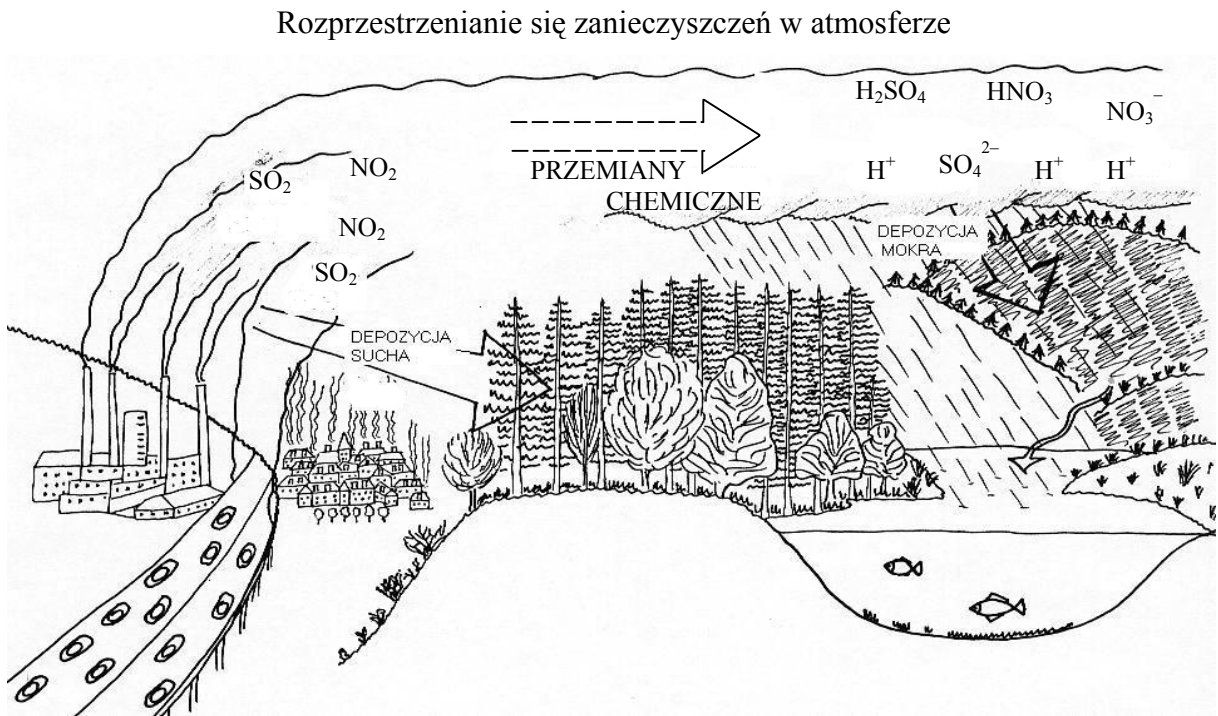 Rozprzestrzenianie się zanieczyszczeń w atmosferze
H₂SO₄ HNO₃ NO₃⁻
SO₂ NO₂ PRZEMIANY CHEMICZNE H⁺ SO₄²⁻ H⁺ H⁺
NO₂
SO₂
DEPOZYCJA
MOKRA
DEPOZYCJA
SUCHA